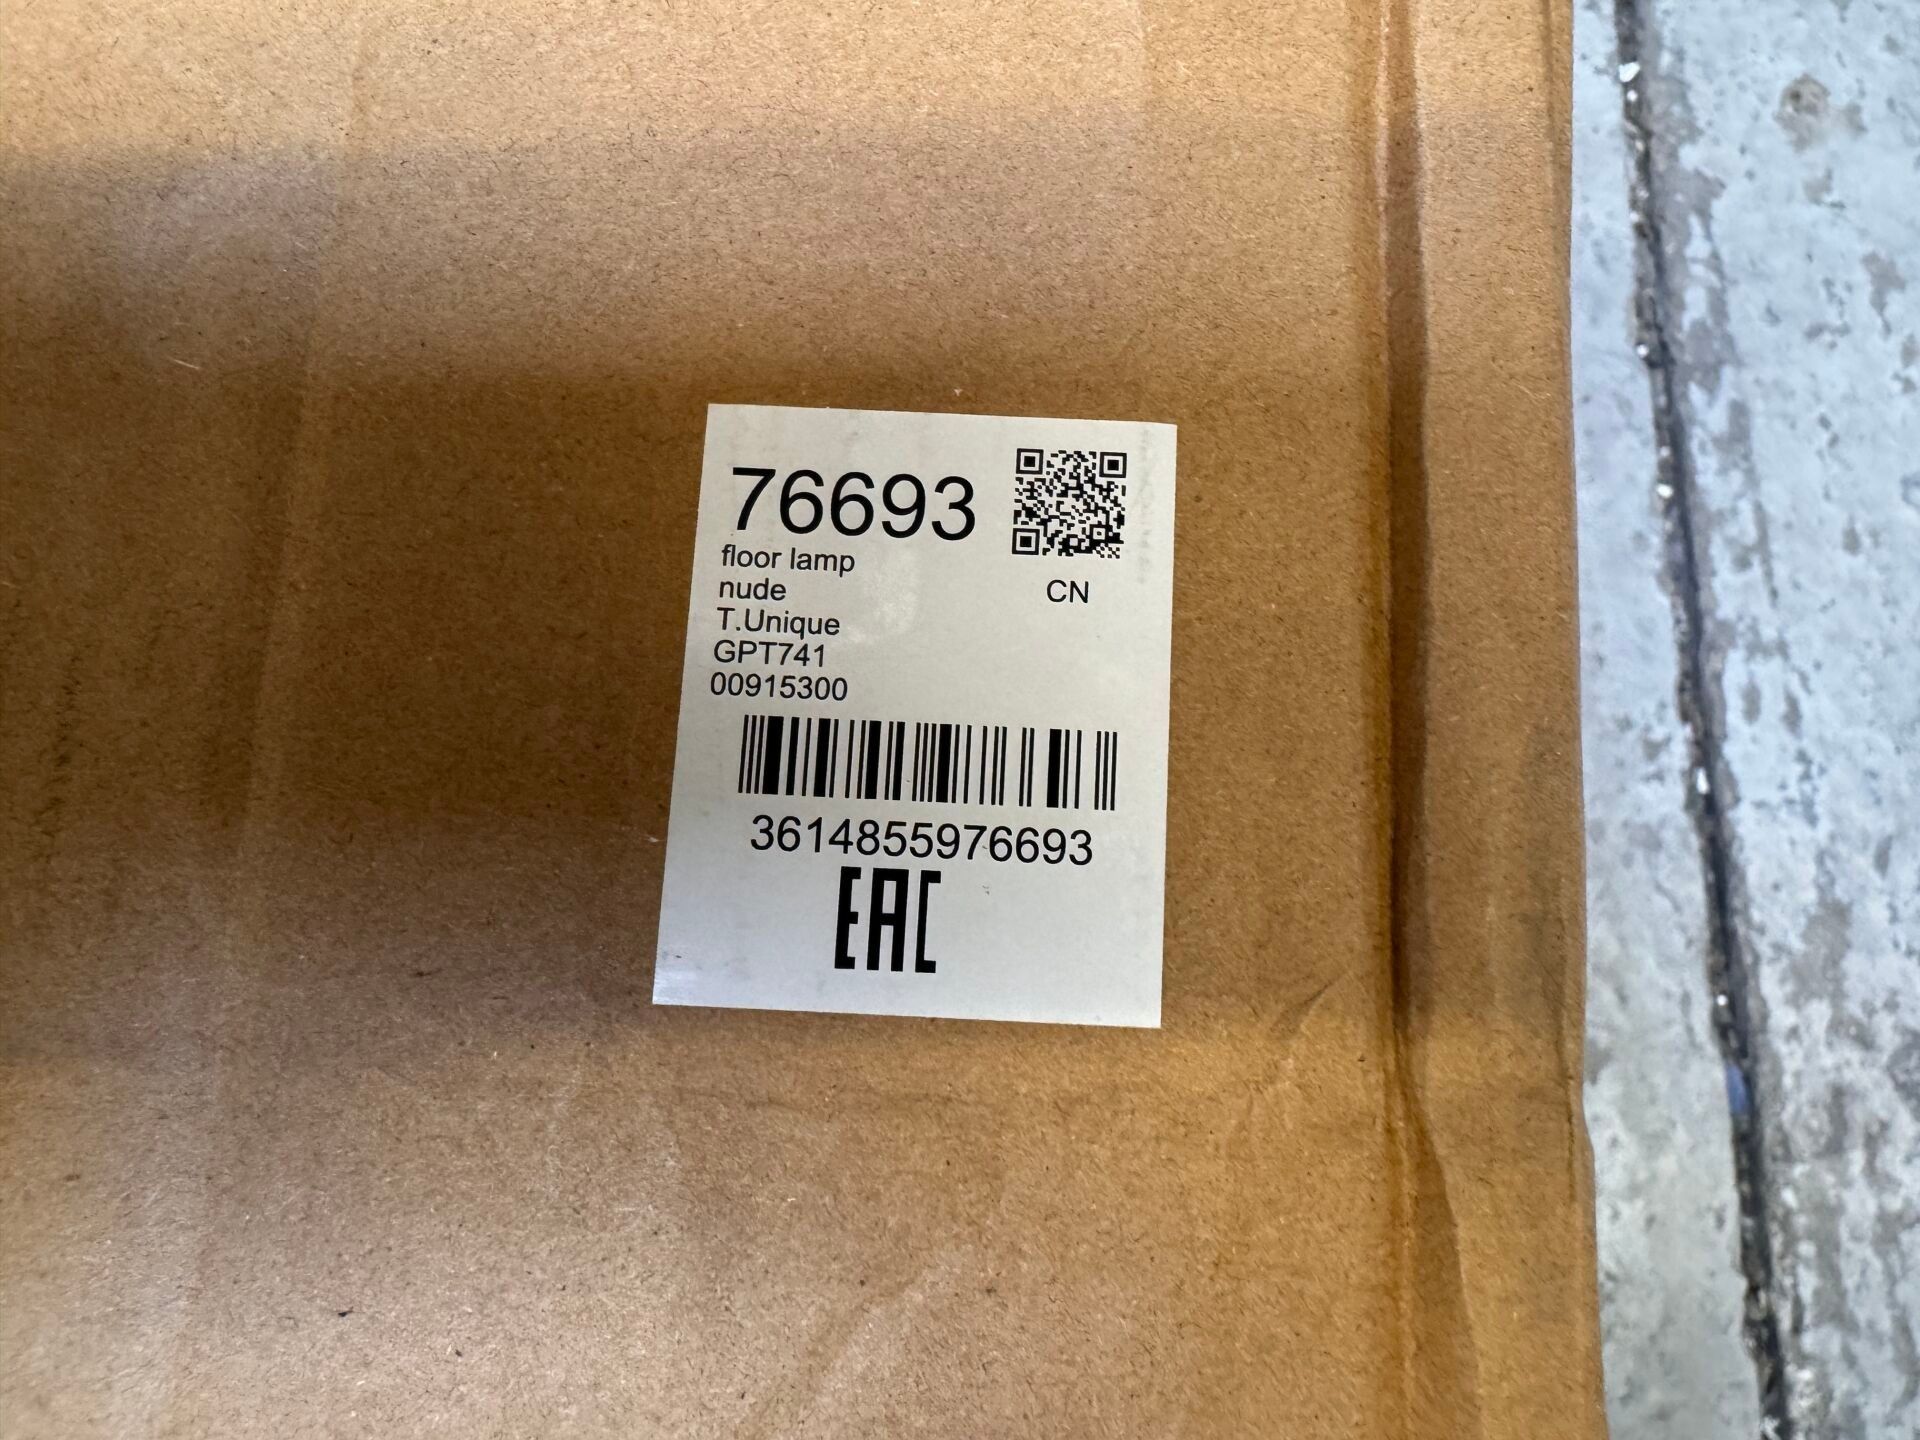 76693
floor lamp
nude
CN
T.Unique
GPT741
00915300
3614855976693
EAC